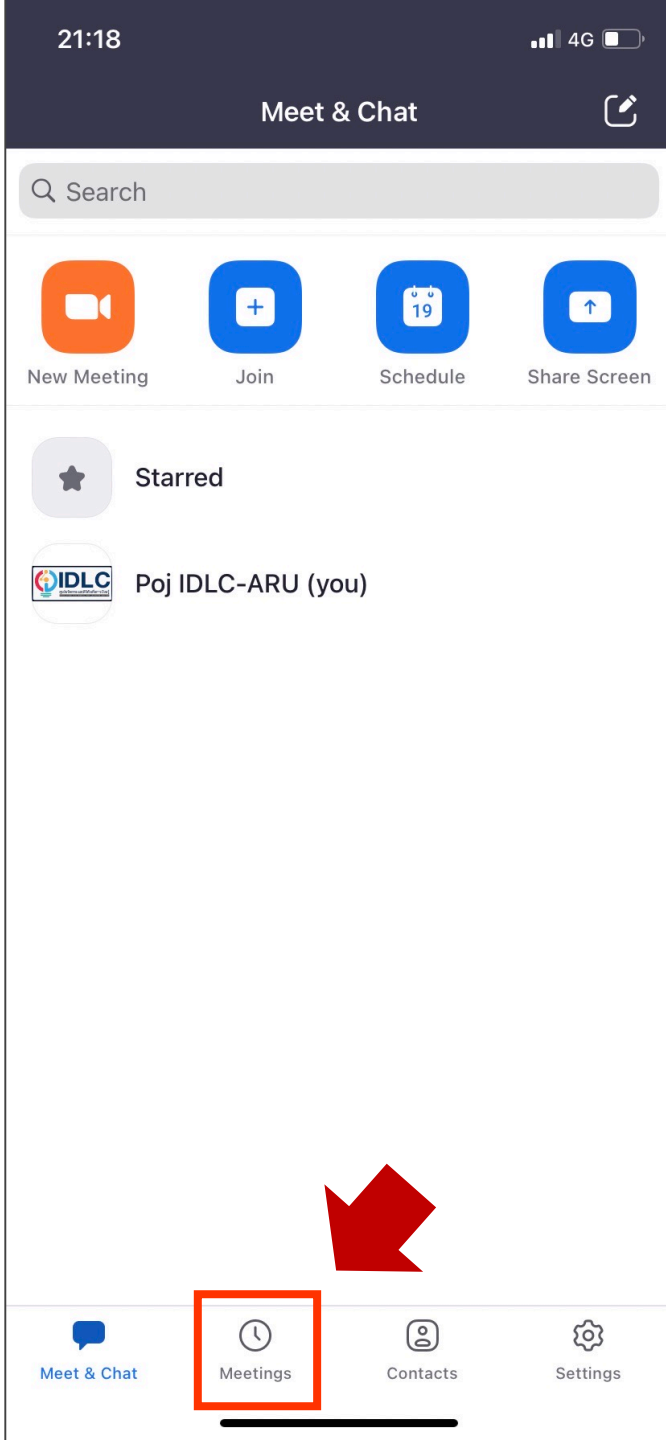 21:18
4G
Meet & Chat
Search
19
New Meeting
Join
Schedule
Share Screen
Starred
IDLC
Poj IDLC-ARU (you)
Meet & Chat
Meetings
Contacts
Settings